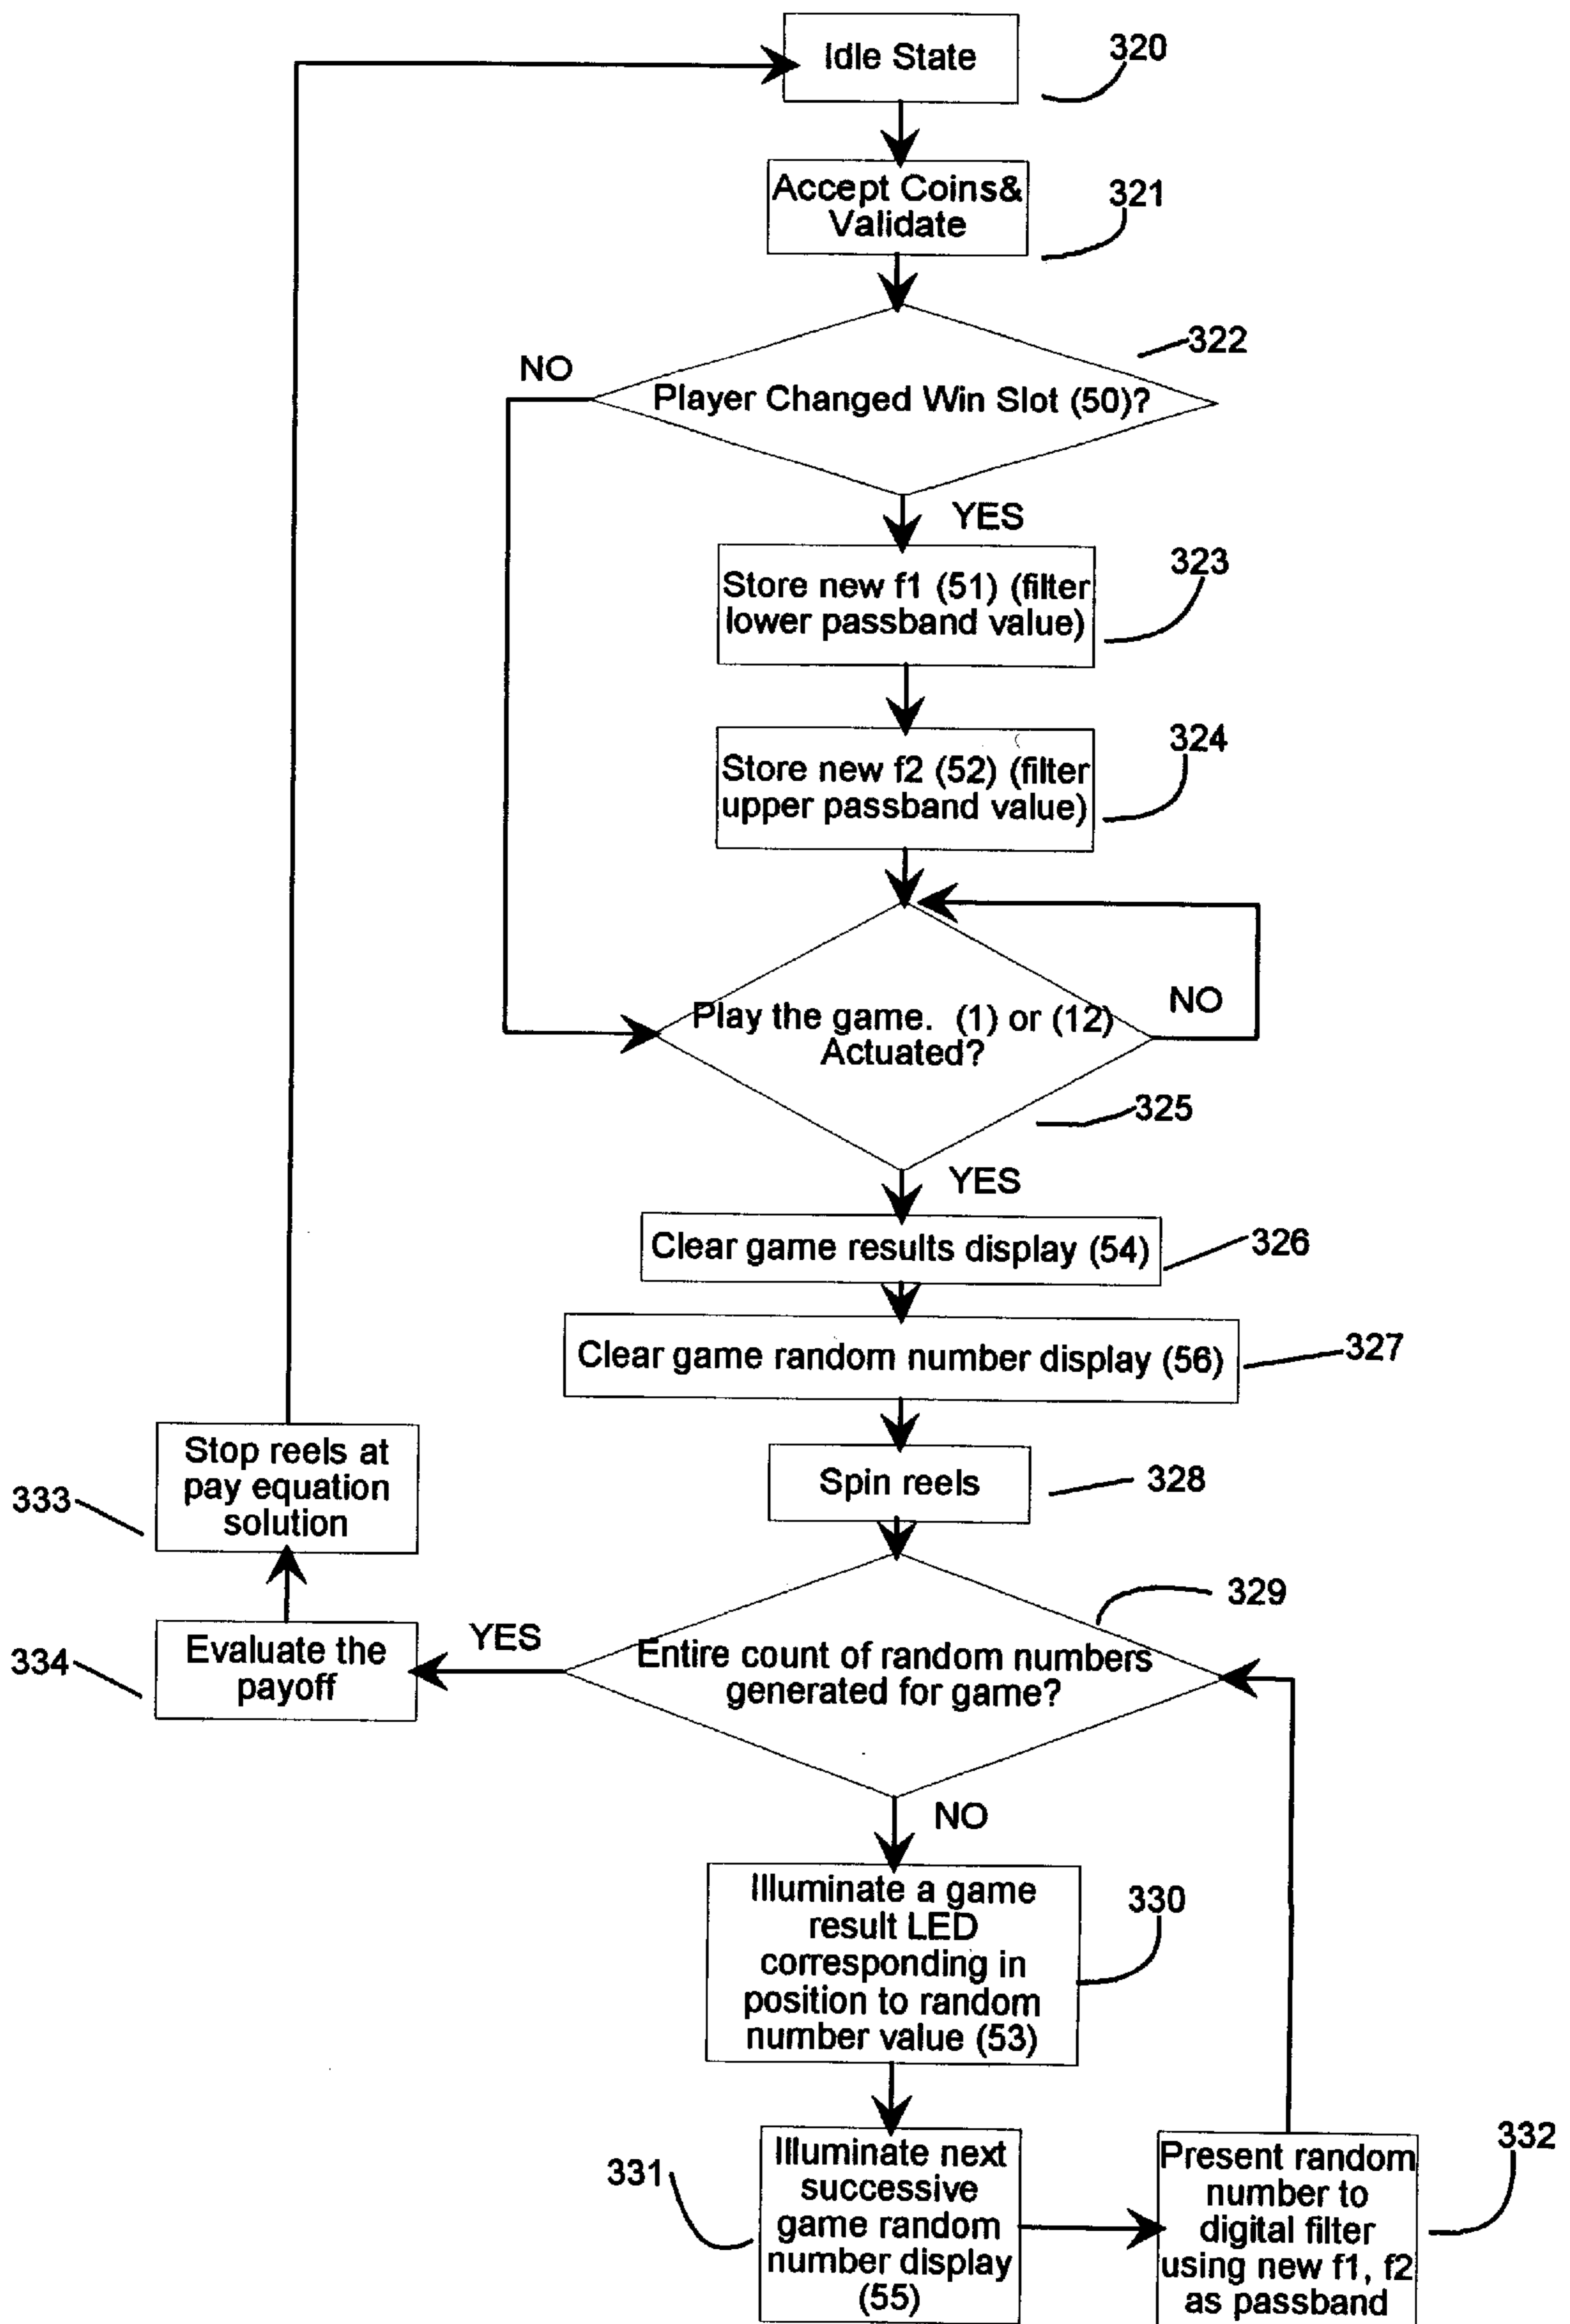 Idle State
320
Accept Coins&
Validate
321
322
NO
Player Changed Win Slot (50)?
YES
323
Store new f1 (51) (filter
lower passband value)
324
Store new f2 (52) (filter
upper passband value)
NO
Play the game. (1) or (12)
Actuated?
325
YES
Clear game results display (54)
326
Clear game random number display (56)
327
Stop reels at
pay equation
solution
333
Spin reels
328
329
YES
Evaluate the
payoff
334
Entire count of random numbers
generated for game?
NO
Illuminate a game
result LED
corresponding in
position to random
number value (53)
330
331
Illuminate next
successive
game random
number display
(55)
Present random
number to
digital filter
using new f1, f2
as passband
332